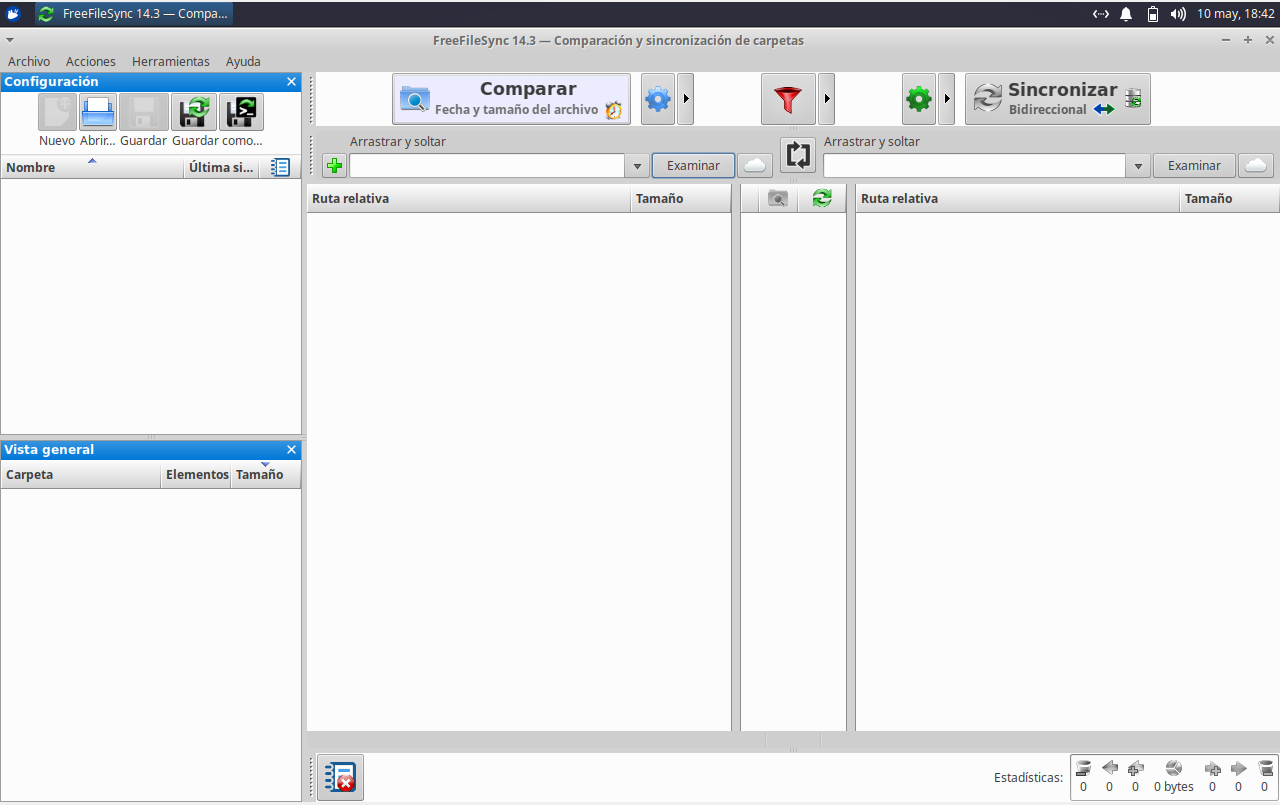 FreeFileSync 14.3 — Compa...
10 may, 18:42
FreeFileSync 14.3 — Comparación y sincronización de carpetas
Archivo Acciones Herramientas Ayuda
Configuración
Nuevo Abrir... Guardar Guardar como...
Nombre Última si...
Vista general
Carpeta Elementos Tamaño
Comparar
Fecha y tamaño del archivo
Sincronizar
Bidireccional
Arrastrar y soltar
Examinar
Arrastrar y soltar
Examinar
Ruta relativa Tamaño
Ruta relativa Tamaño
Estadísticas:
0 0 0 0 bytes 0 0 0